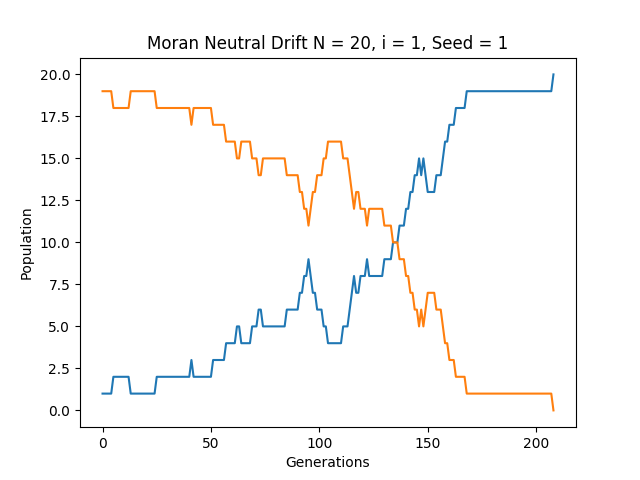 Moran Neutral Drift N = 20, i = 1, Seed = 1
20.0
17.5
15.0
12.5
10.0
7.5
5.0
2.5
0.0
Population
0 50 100 150 200
Generations